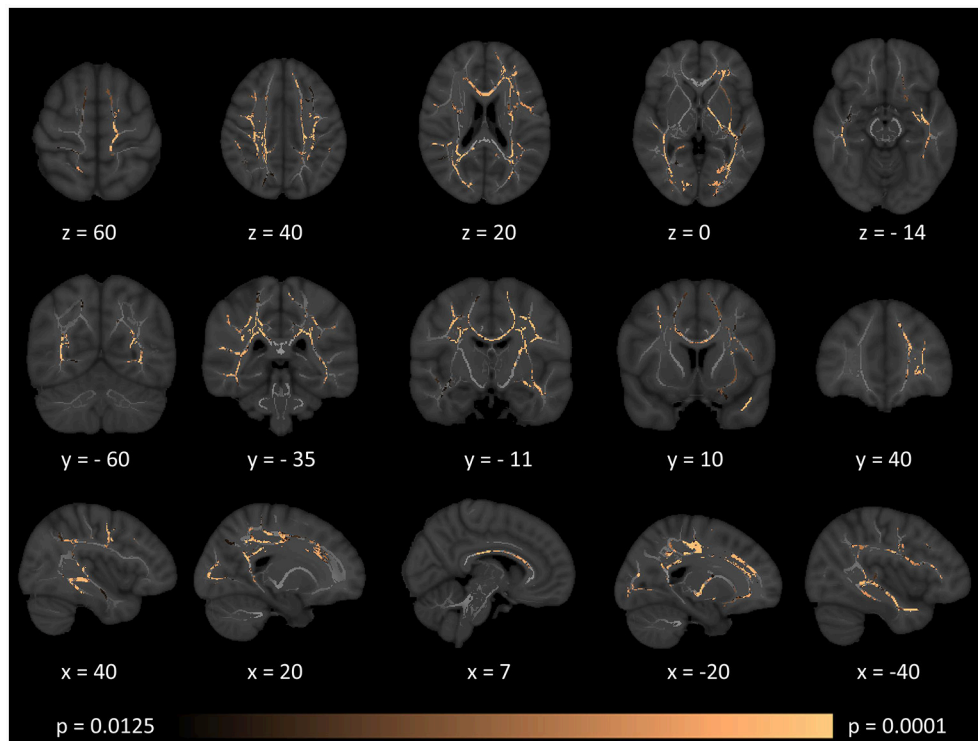 z = 60 z = 40 z = 20 z = 0 z = - 14
y = - 60 y = - 35 y = - 11 y = 10 y = 40
x = 40 x = 20 x = 7 x = -20 x = -40
p = 0.0125 p = 0.0001